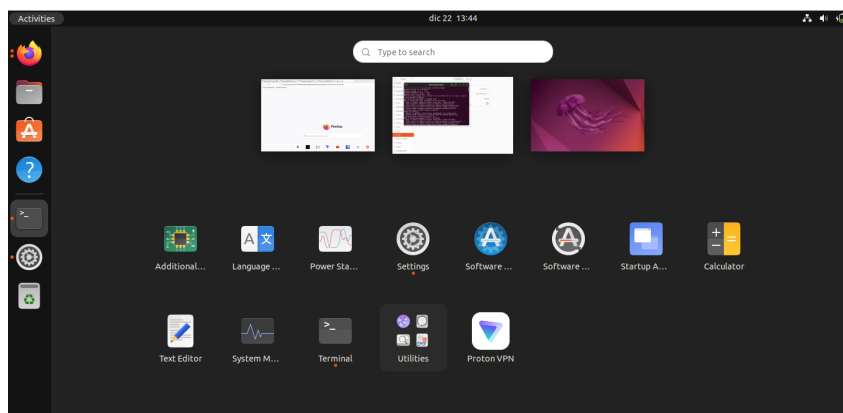 Activities
dic 22 13:44
Type to search
Firefox
Additional...
Language ...
Power Sta...
Settings
Software ...
Software ...
Startup A...
Calculator
Text Editor
System M...
Terminal
Utilities
Proton VPN